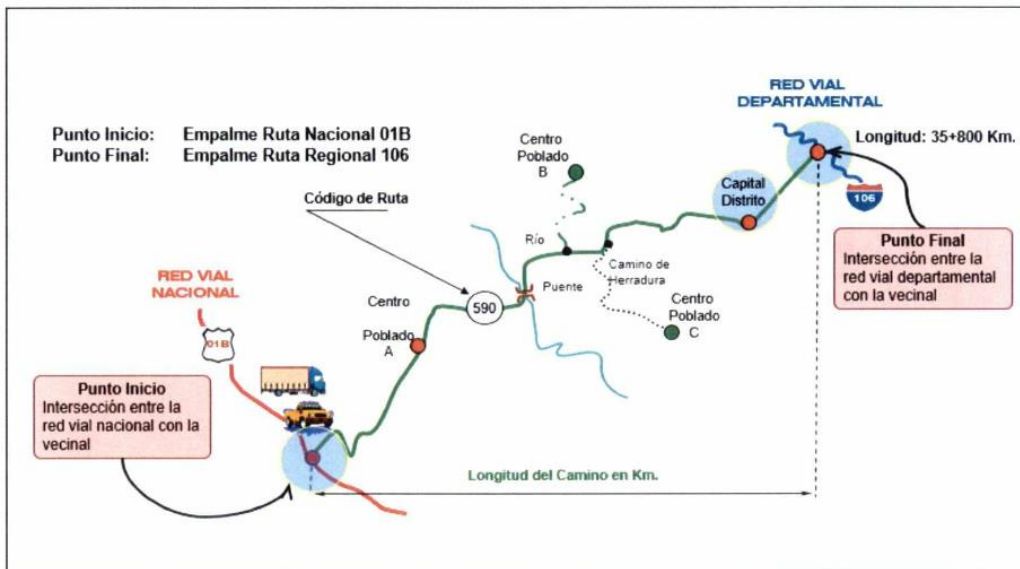 RED VIAL
DEPARTAMENTAL
Punto Inicio: Empalme Ruta Nacional 01B
Punto Final: Empalme Ruta Regional 106
Longitud: 35+800 Km.
Centro
Poblado
B
Código de Ruta
Capital
Distrito
106
Río
Punto Final
Intersección entre la
red vial departamental
con la vecinal
Camino de
Herradura
RED VIAL
NACIONAL
Puente
Centro
590
Centro
Poblado
C
Poblado
A
01B
Punto Inicio
Intersección entre la
red vial nacional con la
vecinal
Longitud del Camino en Km.